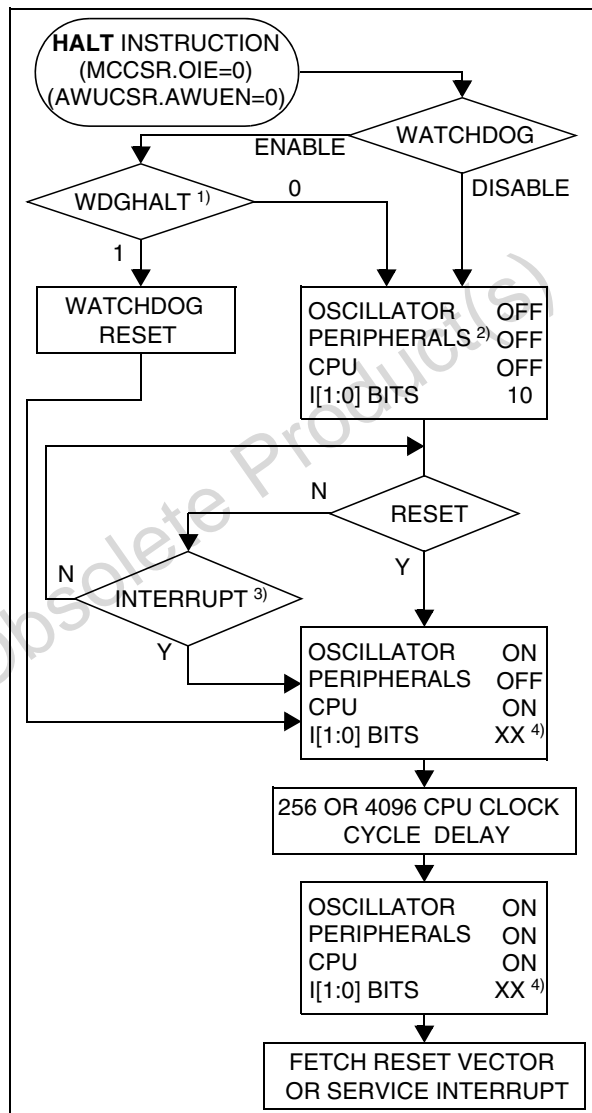 HALT INSTRUCTION
(MCCSR.OIE=0)
(AWUCSR.AWUEN=0)
WATCHDOG
ENABLE
DISABLE
WDGHALT 1)
0
1
WATCHDOG
RESET
OSCILLATOR OFF
PERIPHERALS 2) OFF
CPU OFF
I[1:0] BITS 10
N
RESET
Y
N
INTERRUPT 3)
Y
OSCILLATOR ON
PERIPHERALS OFF
CPU ON
I[1:0] BITS XX 4)
256 OR 4096 CPU CLOCK
CYCLE DELAY
OSCILLATOR ON
PERIPHERALS ON
CPU ON
I[1:0] BITS XX 4)
FETCH RESET VECTOR
OR SERVICE INTERRUPT
Obsolete Product(s)